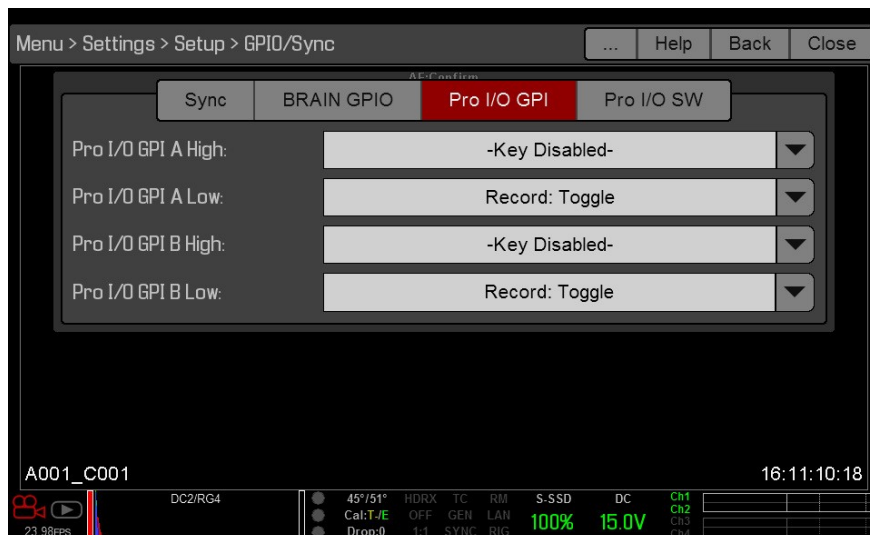 Menu > Settings > Setup > GPIO/Sync ... Help Back Close
AF:Confirm
Sync BRAIN GPIO Pro I/O GPI Pro I/O SW
Pro I/O GPI A High: -Key Disabled-
Pro I/O GPI A Low: Record: Toggle
Pro I/O GPI B High: -Key Disabled-
Pro I/O GPI B Low: Record: Toggle
A001_C001 16:11:10:18
DC2/RG4 45°/51° HDRX TC RM S-SSD DC Ch1
Ch2
Cal:T-/E OFF GEN LAN 100% 15.0V Ch3
23.98FPS Drop:0 1:1 SYNC RIG Ch4